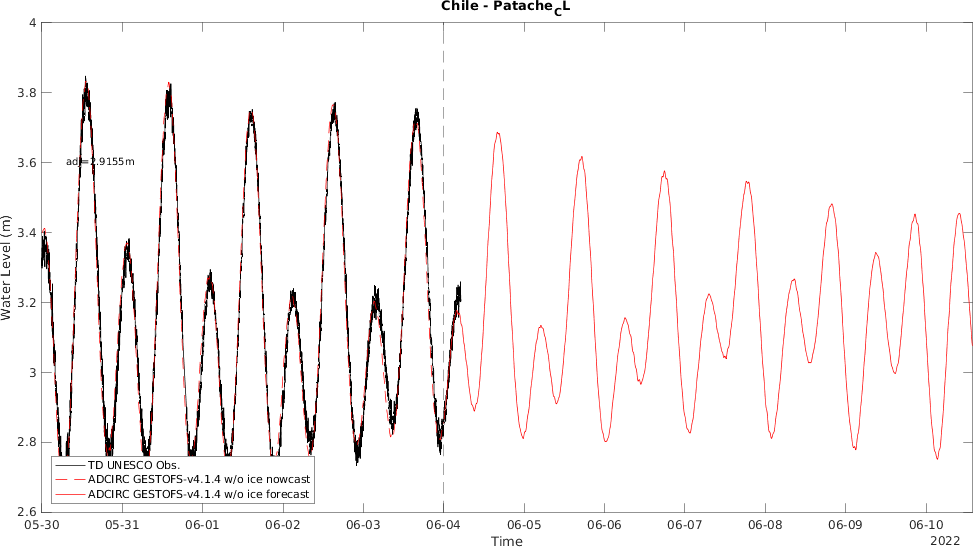 Chile - Patache_CL
4
3.8
3.6
3.4
3.2
3
2.8
2.6
Water Level (m)
adj=2.9155m
TD UNESCO Obs.
ADCIRC GESTOFS-v4.1.4 w/o ice nowcast
ADCIRC GESTOFS-v4.1.4 w/o ice forecast
05-30 05-31 06-01 06-02 06-03 06-04 06-05 06-06 06-07 06-08 06-09 06-10
Time
2022